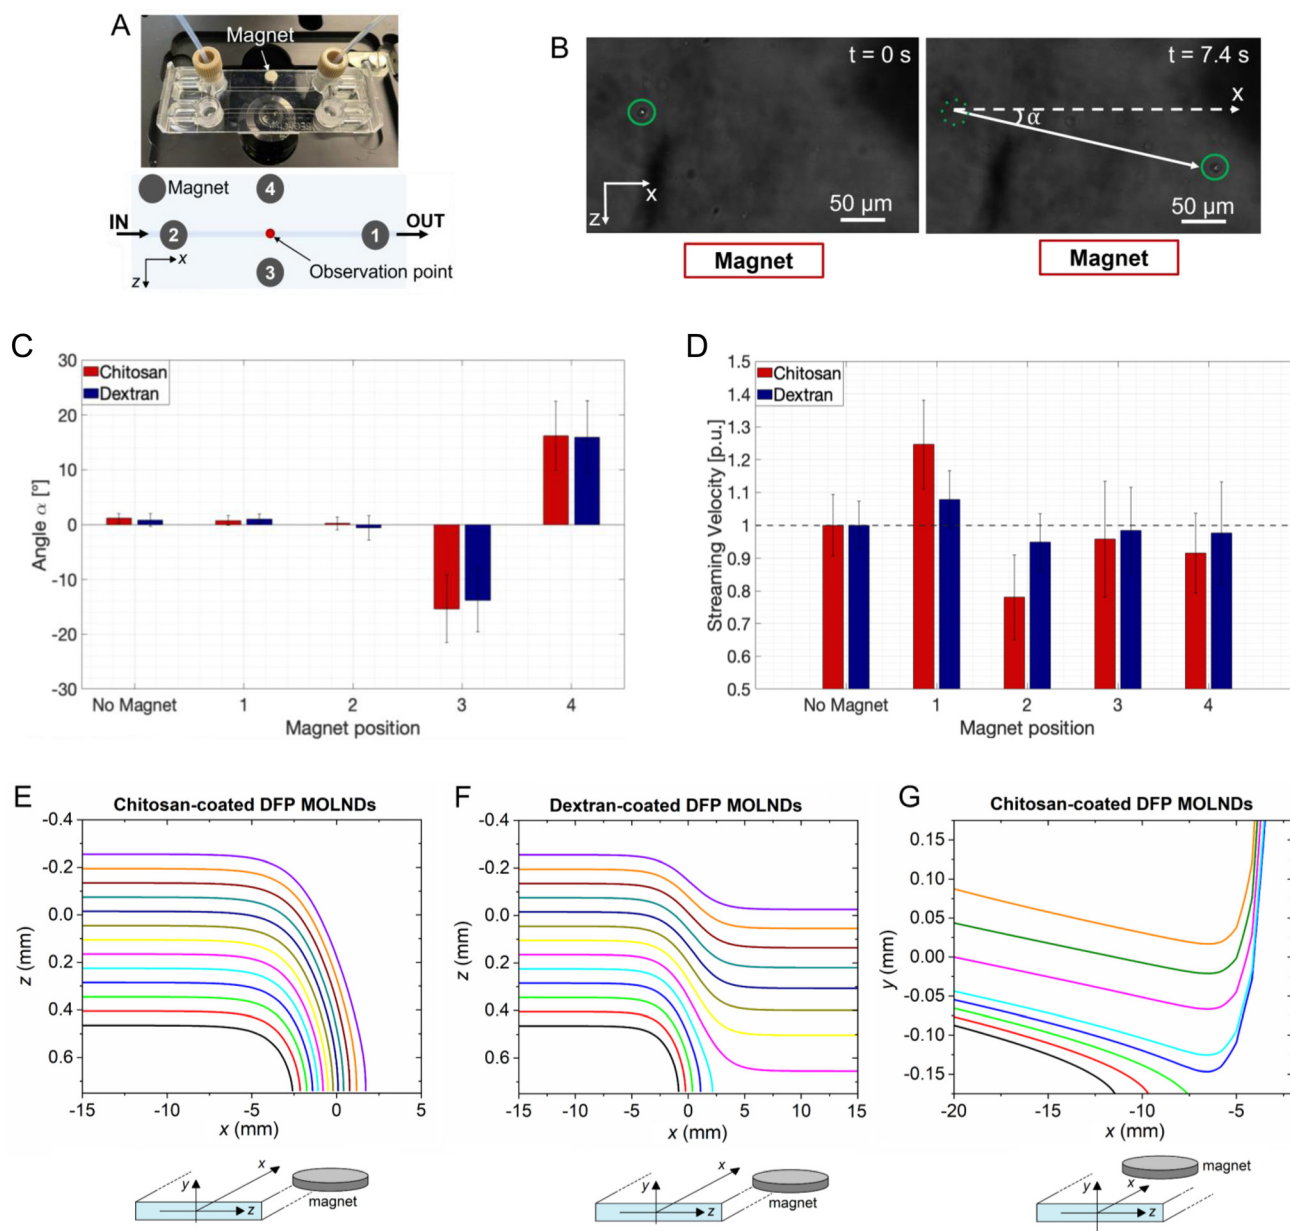 A
Magnet
Magnet
4
IN
OUT
2
1
x
z
3
Observation point
B
t = 0 s
x
z
50 µm
Magnet
t = 7.4 s
x
α
50 µm
Magnet
C
Chitosan
Dextran
Angle α [°]
30
20
10
0
-10
-20
-30
No Magnet 1 2 3 4
Magnet position
D
Chitosan
Dextran
Streaming Velocity [p.u.]
1.5
1.4
1.3
1.2
1.1
1
0.9
0.8
0.7
0.6
0.5
No Magnet 1 2 3 4
Magnet position
E
Chitosan-coated DFP MOLNDs
z (mm)
-0.4
-0.2
0.0
0.2
0.4
0.6
-15 -10 -5 0 5
x (mm)
y
x
z
magnet
F
Dextran-coated DFP MOLNDs
z (mm)
-0.4
-0.2
0.0
0.2
0.4
0.6
-15 -10 -5 0 5 10 15
x (mm)
y
x
z
magnet
G
Chitosan-coated DFP MOLNDs
y (mm)
0.15
0.10
0.05
0.00
-0.05
-0.10
-0.15
-20 -15 -10 -5
x (mm)
magnet
y
x
z